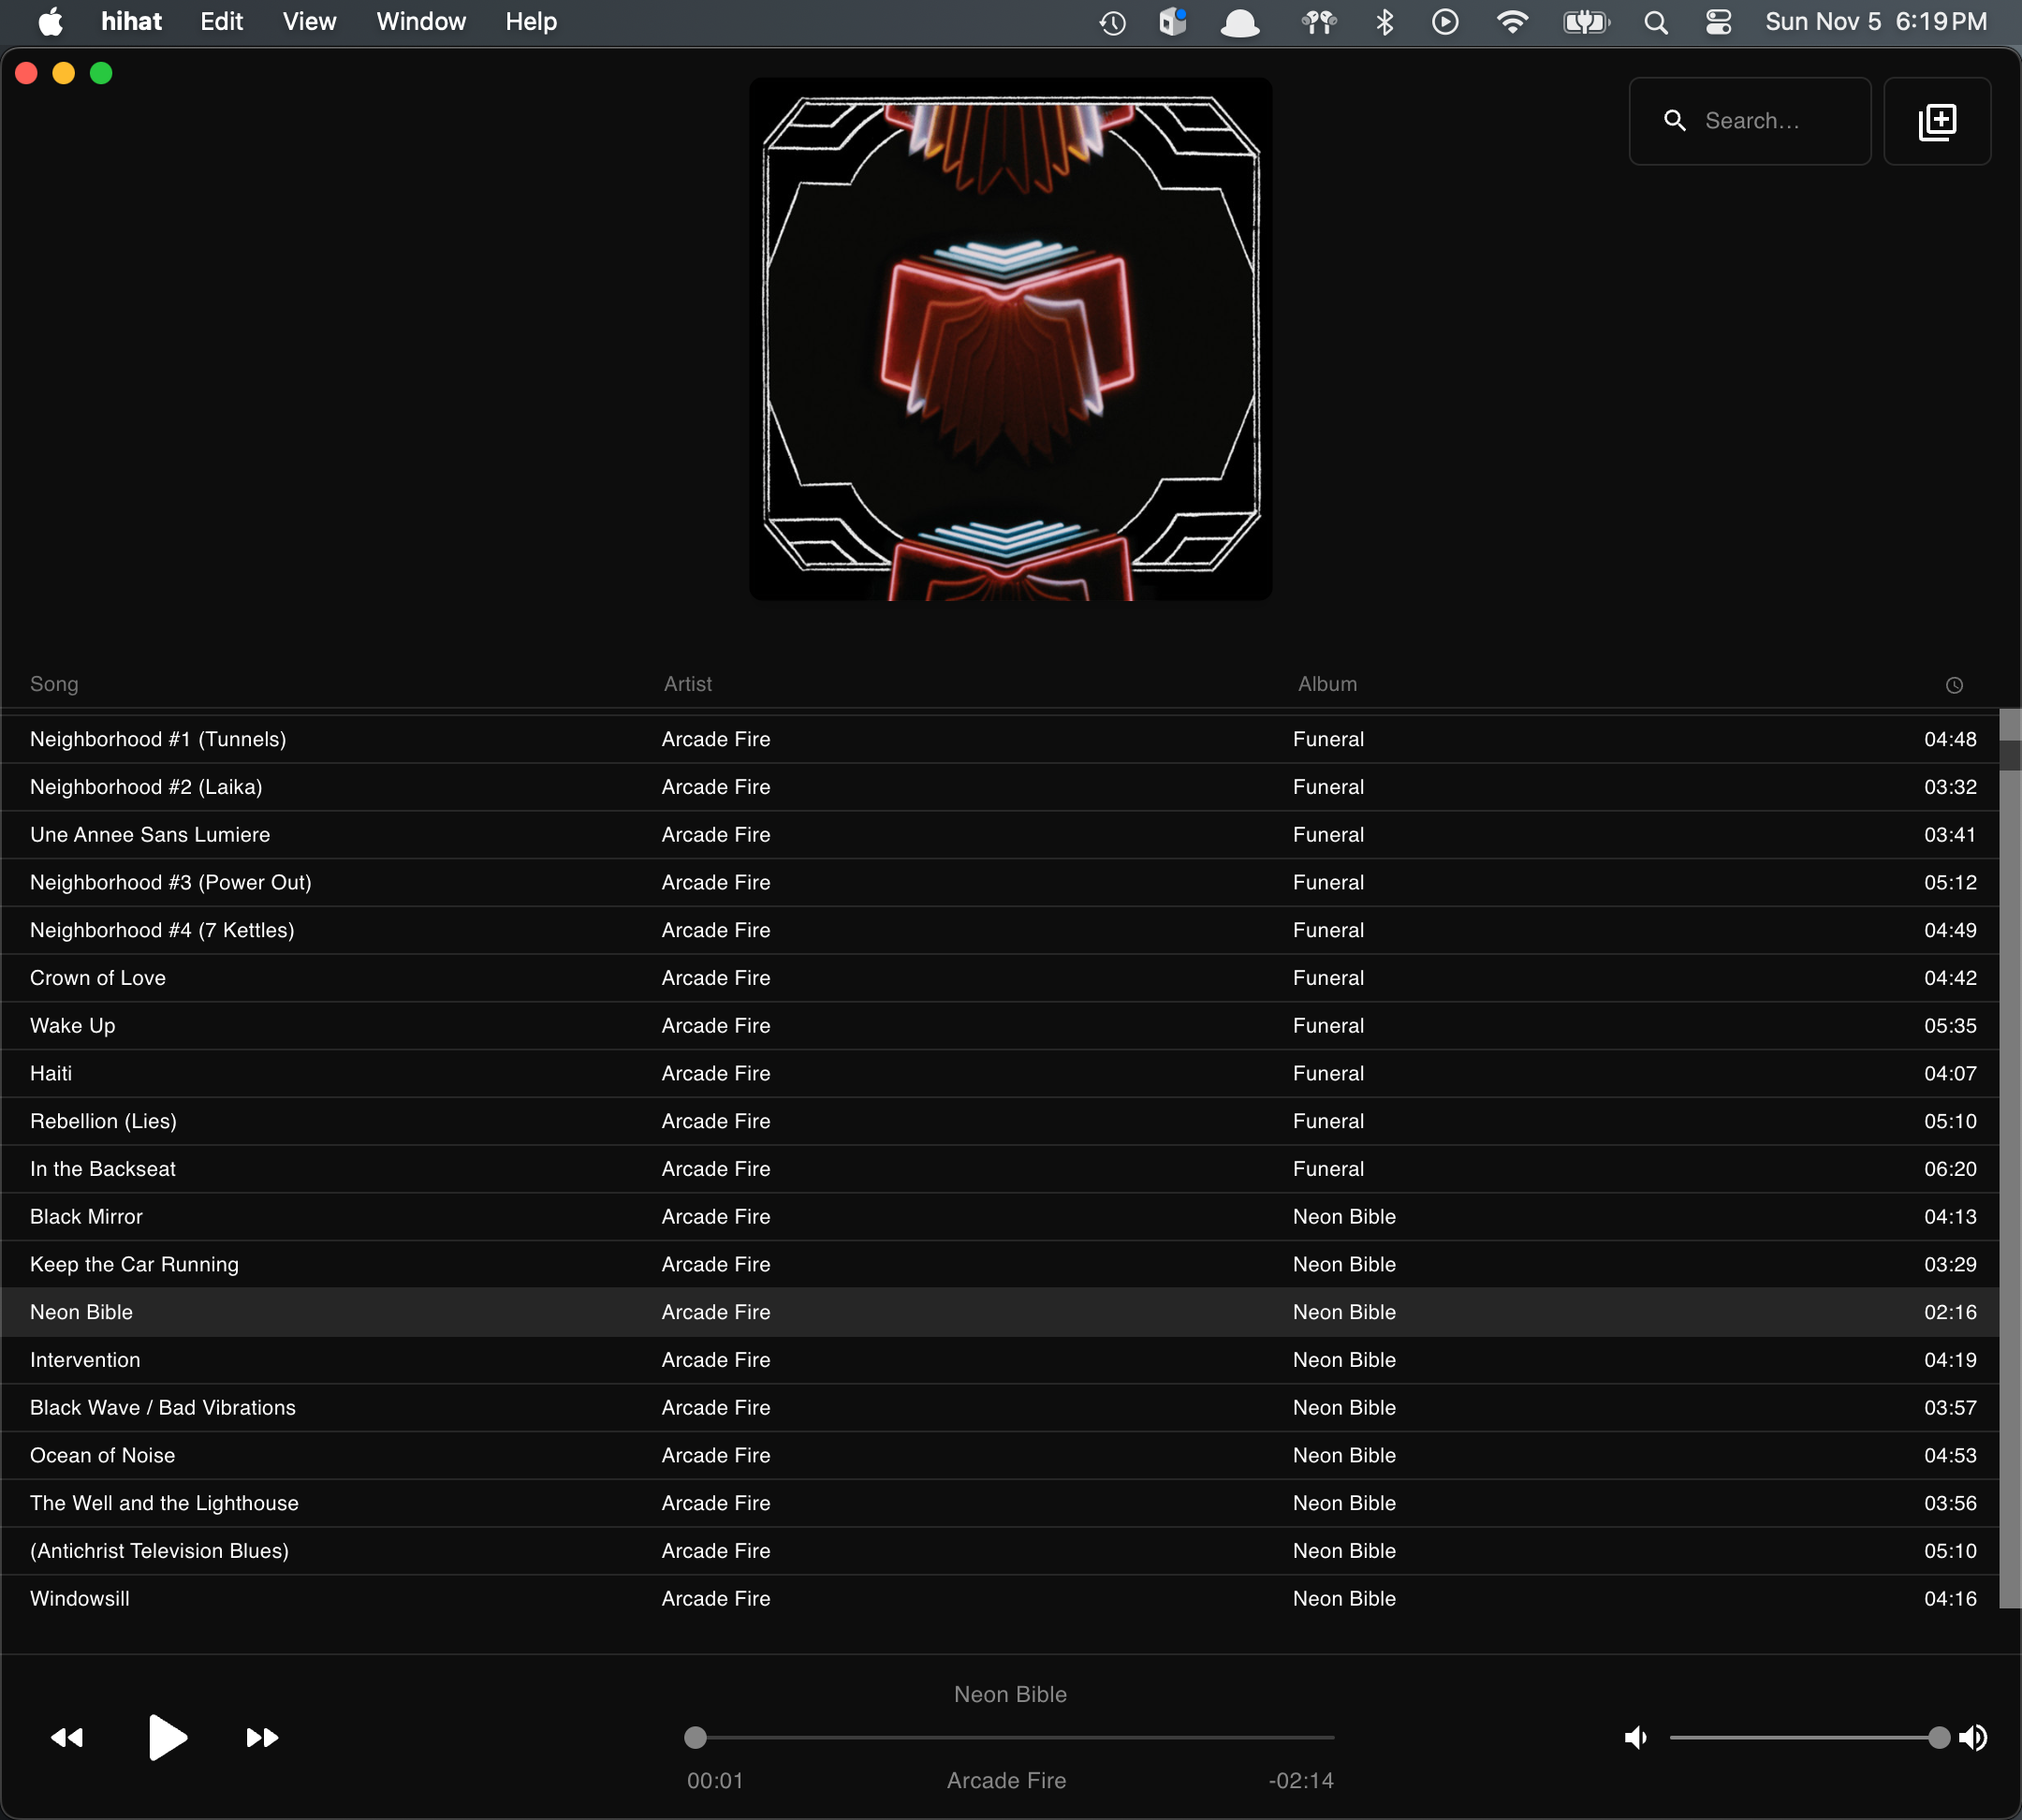 hihat Edit View Window Help Sun Nov 5 6:19 PM
Search...
Song Artist Album
Neighborhood #1 (Tunnels) Arcade Fire Funeral 04:48
Neighborhood #2 (Laika) Arcade Fire Funeral 03:32
Une Annee Sans Lumiere Arcade Fire Funeral 03:41
Neighborhood #3 (Power Out) Arcade Fire Funeral 05:12
Neighborhood #4 (7 Kettles) Arcade Fire Funeral 04:49
Crown of Love Arcade Fire Funeral 04:42
Wake Up Arcade Fire Funeral 05:35
Haiti Arcade Fire Funeral 04:07
Rebellion (Lies) Arcade Fire Funeral 05:10
In the Backseat Arcade Fire Funeral 06:20
Black Mirror Arcade Fire Neon Bible 04:13
Keep the Car Running Arcade Fire Neon Bible 03:29
Neon Bible Arcade Fire Neon Bible 02:16
Intervention Arcade Fire Neon Bible 04:19
Black Wave / Bad Vibrations Arcade Fire Neon Bible 03:57
Ocean of Noise Arcade Fire Neon Bible 04:53
The Well and the Lighthouse Arcade Fire Neon Bible 03:56
(Antichrist Television Blues) Arcade Fire Neon Bible 05:10
Windowsill Arcade Fire Neon Bible 04:16
Neon Bible
00:01 Arcade Fire -02:14